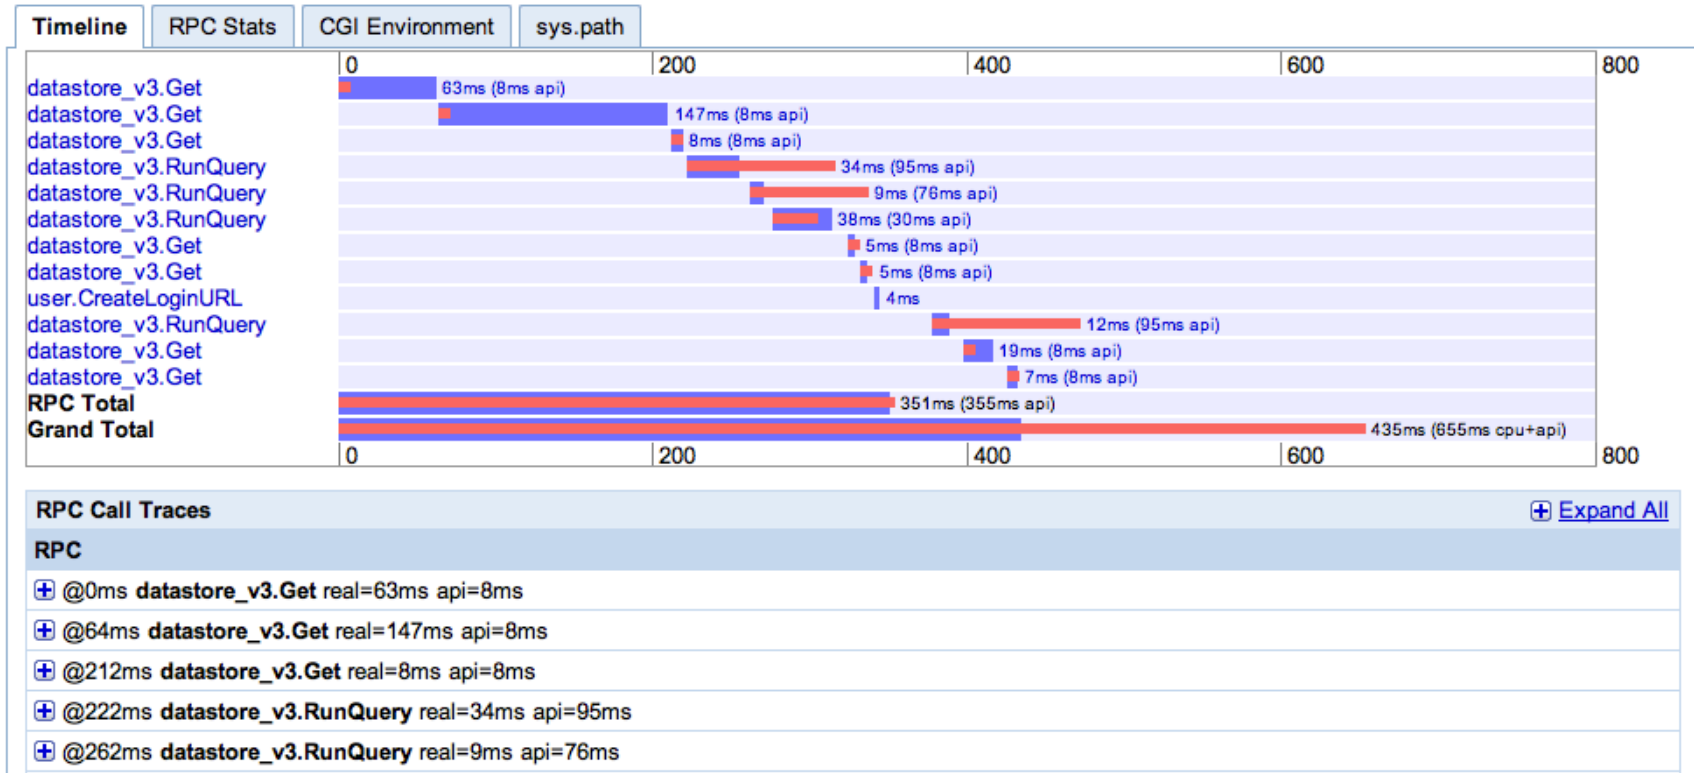 Timeline RPC Stats CGI Environment sys.path
0 200 400 600 800
datastore_v3.Get 63ms (8ms api)
datastore_v3.Get 147ms (8ms api)
datastore_v3.Get 8ms (8ms api)
datastore_v3.RunQuery 34ms (95ms api)
datastore_v3.RunQuery 9ms (76ms api)
datastore_v3.RunQuery 38ms (30ms api)
datastore_v3.Get 5ms (8ms api)
datastore_v3.Get 5ms (8ms api)
user.CreateLoginURL 4ms
datastore_v3.RunQuery 12ms (95ms api)
datastore_v3.Get 19ms (8ms api)
datastore_v3.Get 7ms (8ms api)
RPC Total 351ms (355ms api)
Grand Total 435ms (655ms cpu+api)
0 200 400 600 800
RPC Call Traces Expand All
RPC
@0ms datastore_v3.Get real=63ms api=8ms
@64ms datastore_v3.Get real=147ms api=8ms
@212ms datastore_v3.Get real=8ms api=8ms
@222ms datastore_v3.RunQuery real=34ms api=95ms
@262ms datastore_v3.RunQuery real=9ms api=76ms